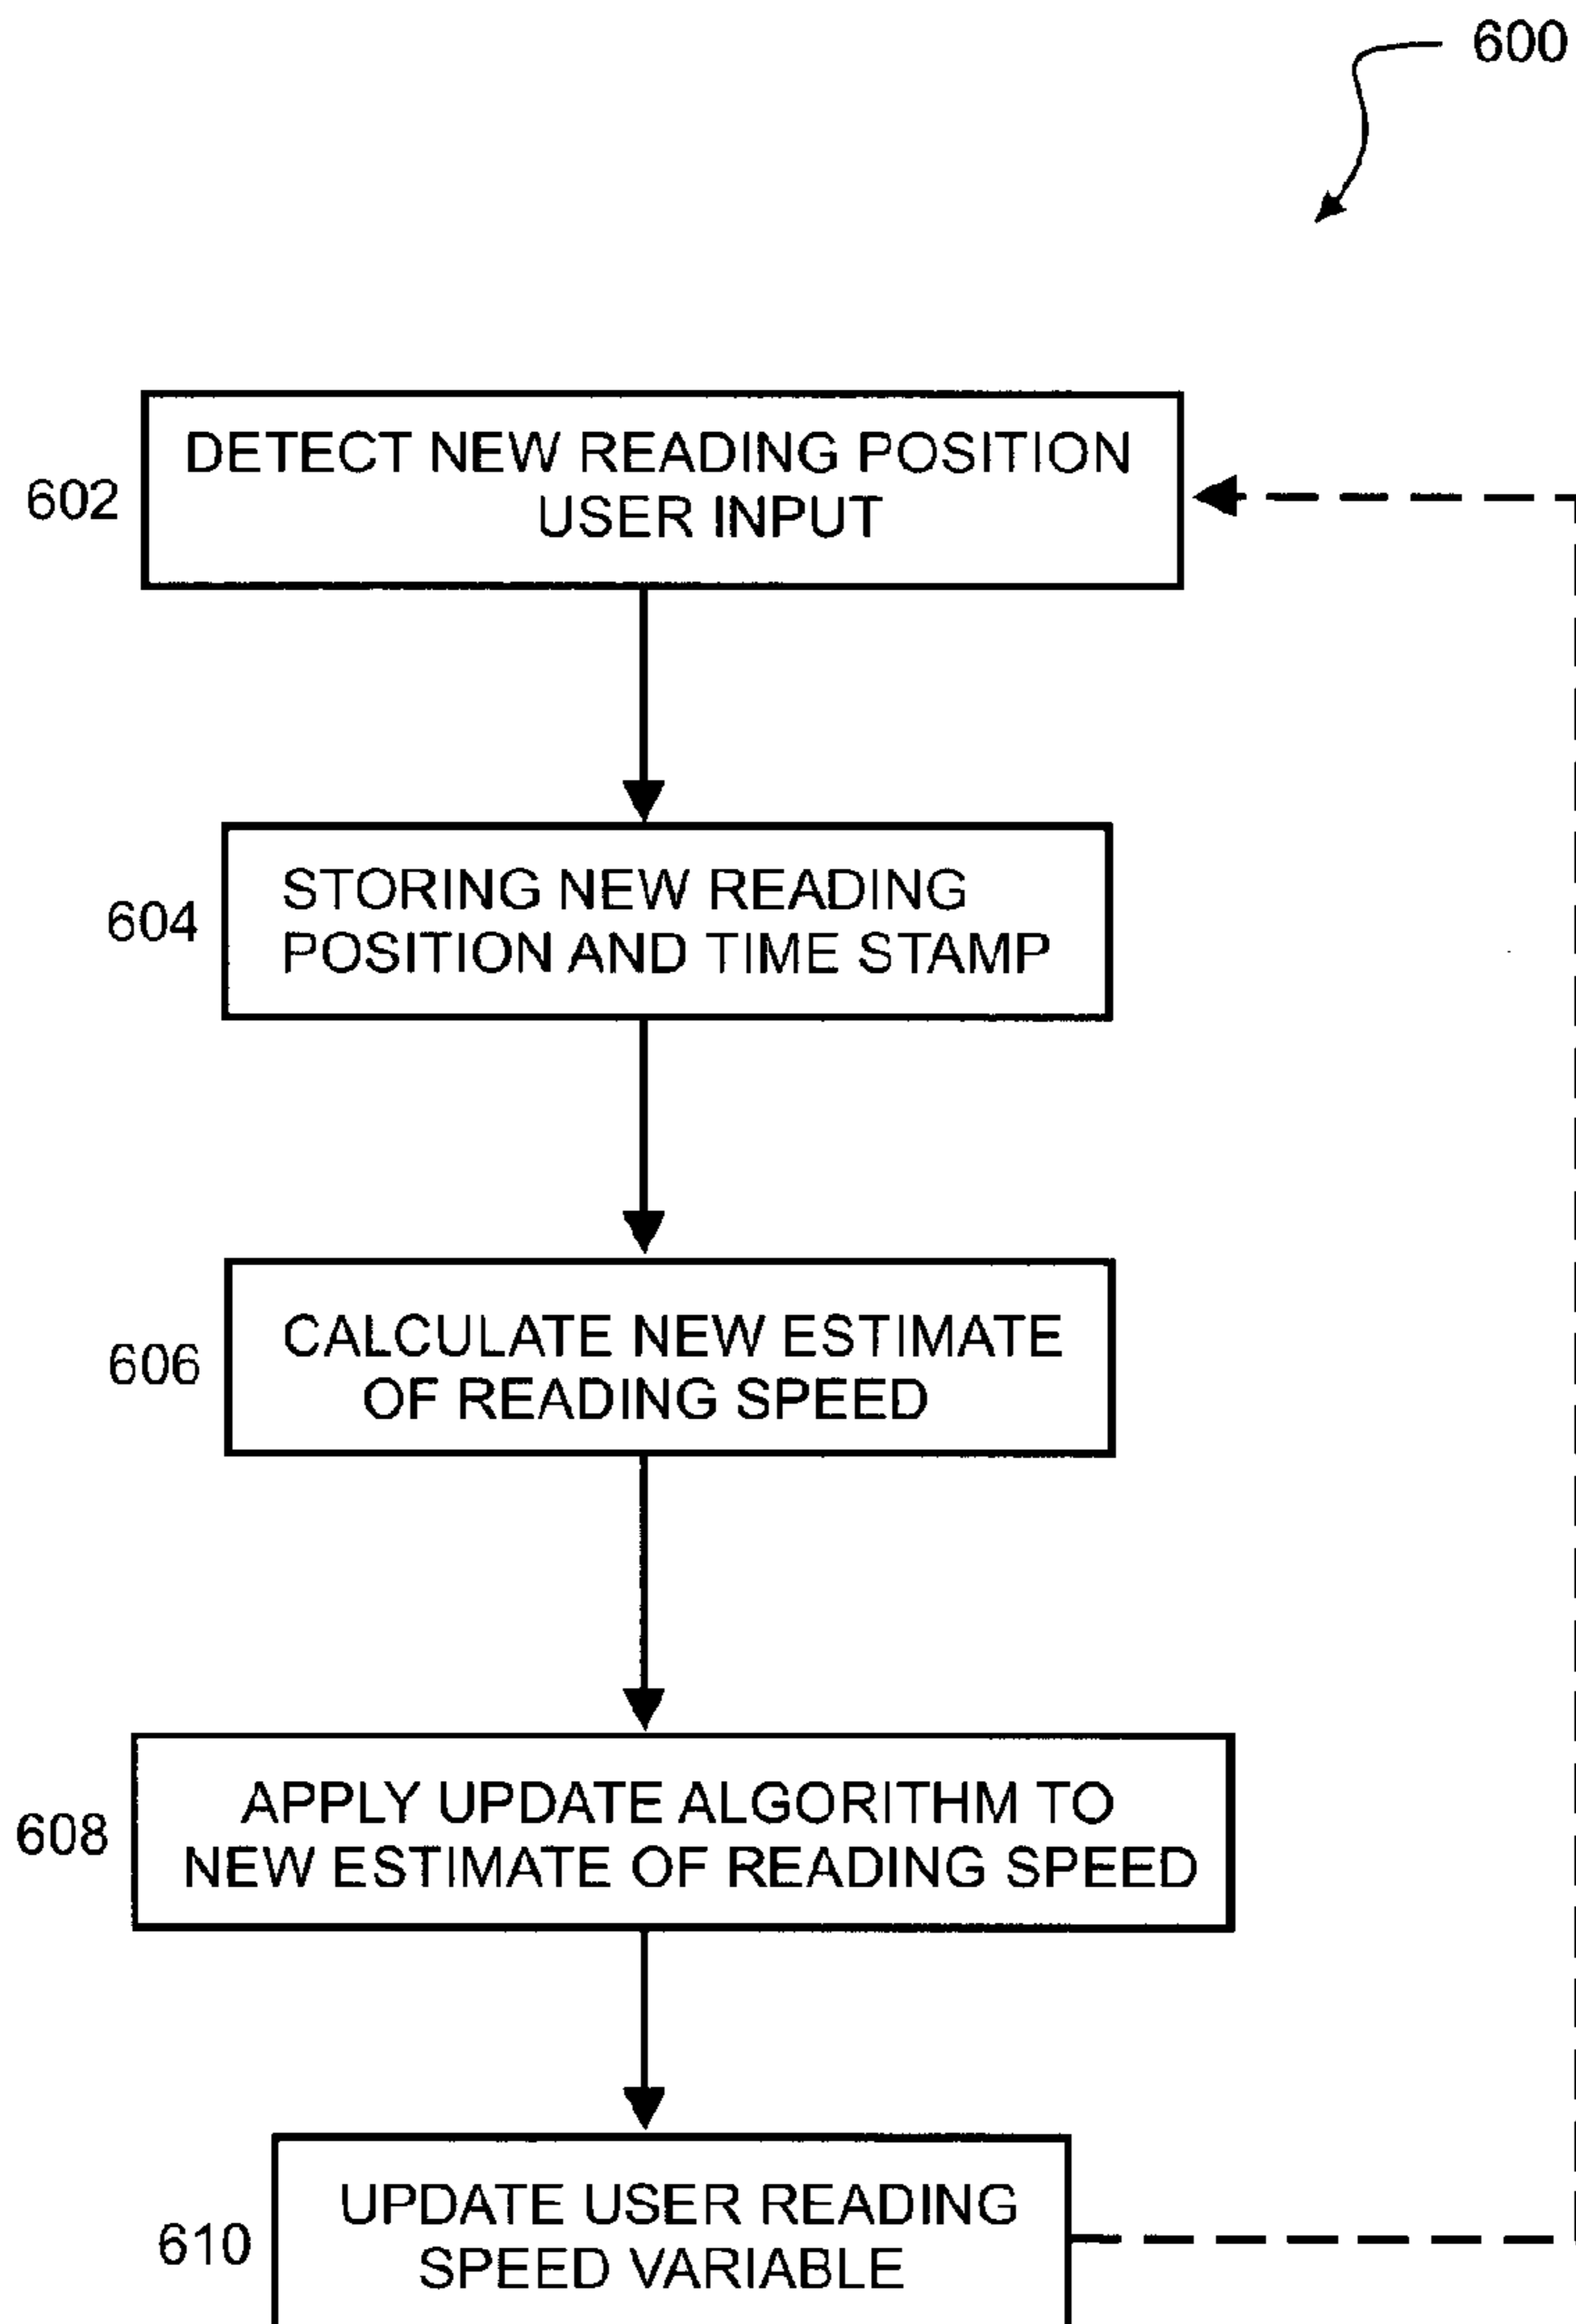 600
602
DETECT NEW READING POSITION
USER INPUT
604
STORING NEW READING
POSITION AND TIME STAMP
606
CALCULATE NEW ESTIMATE
OF READING SPEED
608
APPLY UPDATE ALGORITHM TO
NEW ESTIMATE OF READING SPEED
610
UPDATE USER READING
SPEED VARIABLE